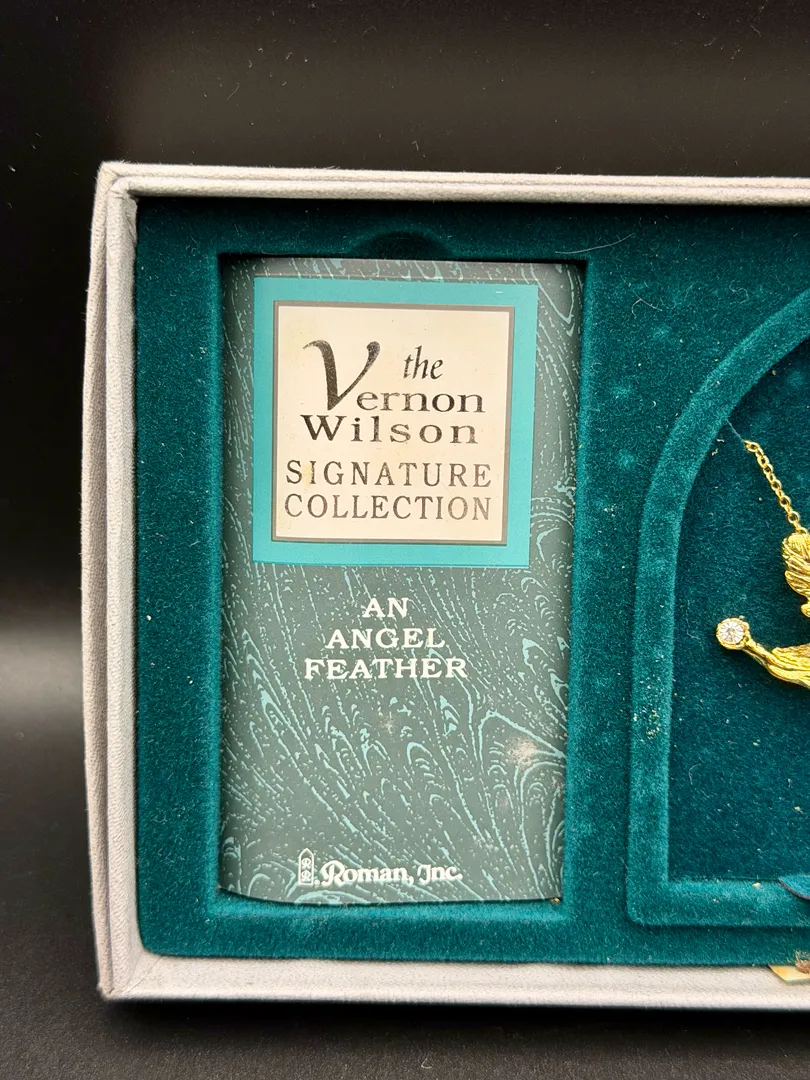 the
Vernon
Wilson
SIGNATURE
COLLECTION
AN
ANGEL
FEATHER
Roman, Inc.